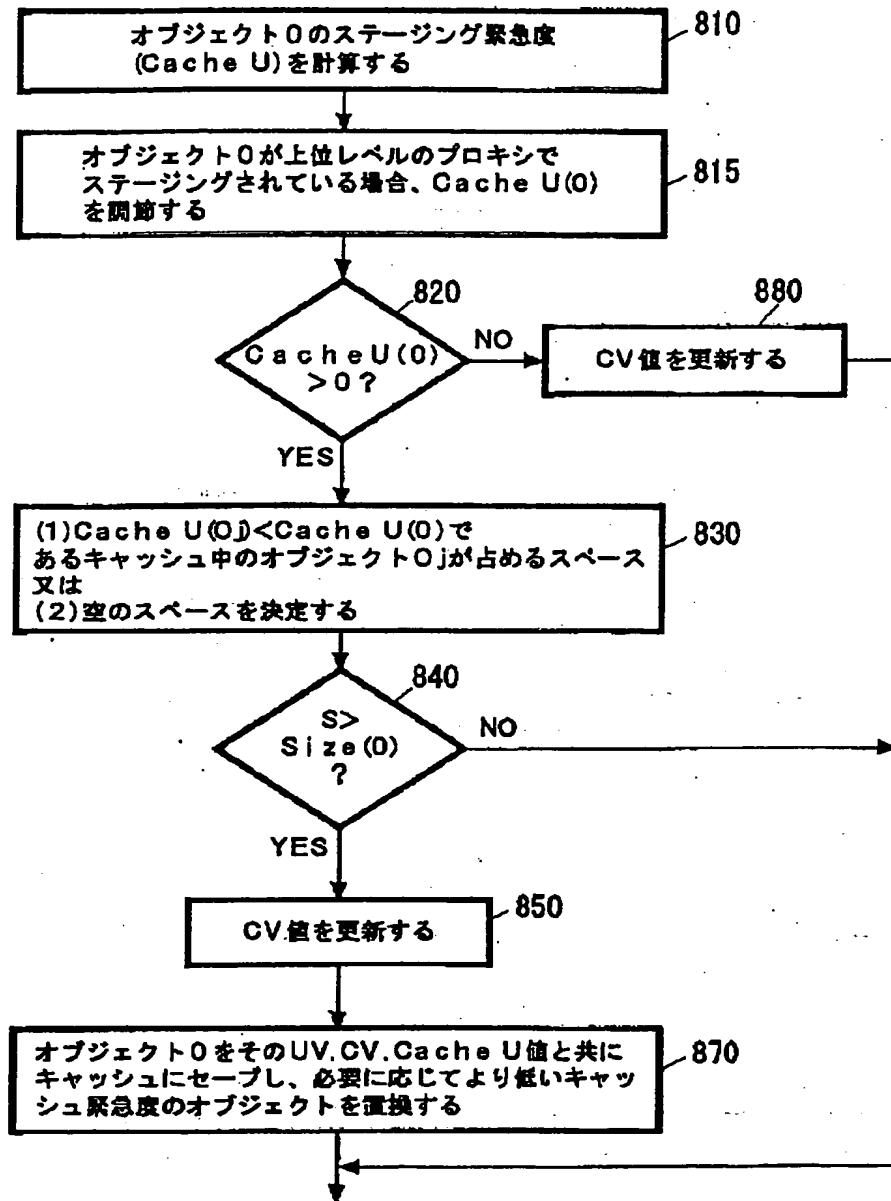 オブジェクトOのステージング緊急度
(Cache U)を計算する
810
オブジェクトOが上位レベルのプロキシで
ステージングされている場合、Cache U(O)
を調節する
815
820
CacheU(O)
>0?
NO
YES
880
CV値を更新する
(1)Cache U(Oj)<Cache U(O)で
あるキャッシュ中のオブジェクトOjが占めるスペース
又は
(2)空のスペースを決定する
830
840
S>
Size(O)
?
NO
YES
850
CV値を更新する
オブジェクトOをそのUV,CV,Cache U値と共に
キャッシュにセーブし、必要に応じてより低いキャッ
シュ緊急度のオブジェクトを置換する
870